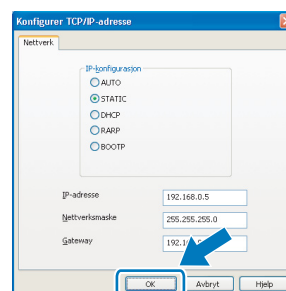 Konfigurer TCP/IP-adresse
Nettverk
IP-konfigurasjon
AUTO
STATIC
DHCP
RARP
BOOTP
IP-adresse 192.168.0.5
Nettverksmaske 255.255.255.0
Gateway
OK Avbryt Hjelp